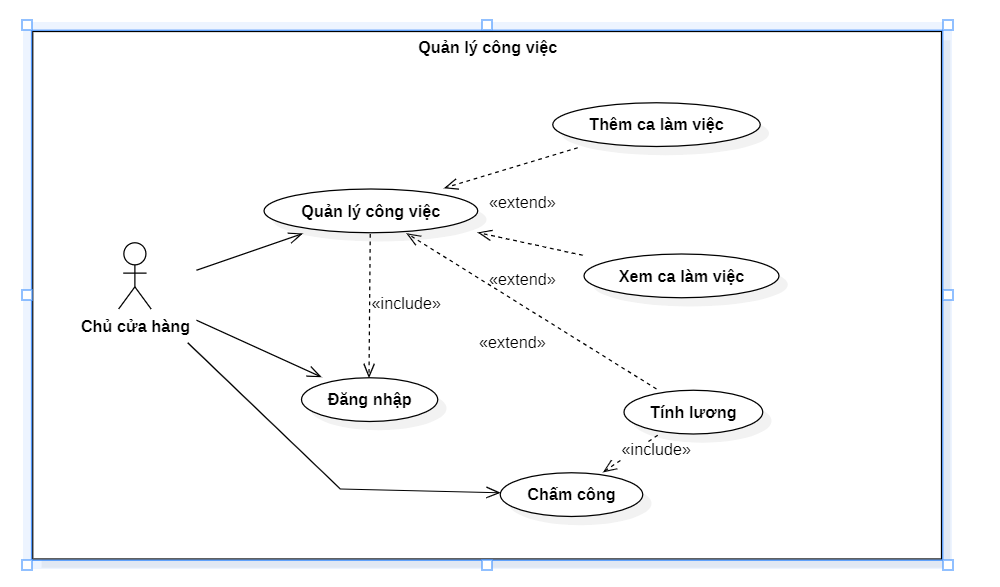 Quản lý công việc
Thêm ca làm việc
«extend»
Quản lý công việc
Xem ca làm việc
«extend»
«include»
Chủ cửa hàng
«extend»
Đăng nhập
Tính lương
«include»
Chấm công